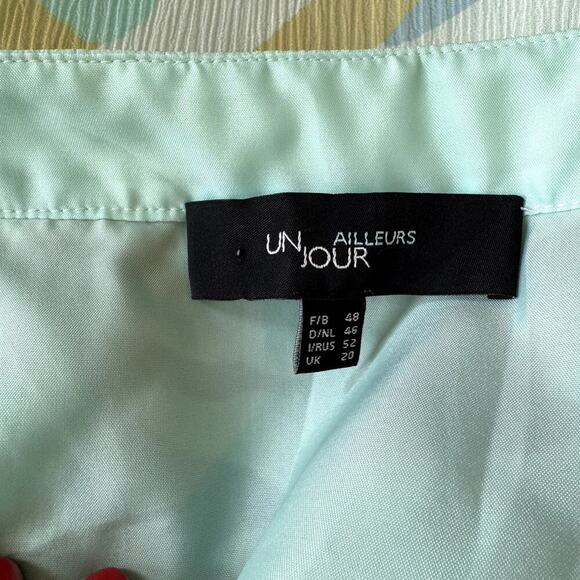 UN AILLEURS
JOUR
F/B 48
D/NL 46
I/RUS 52
UK 20